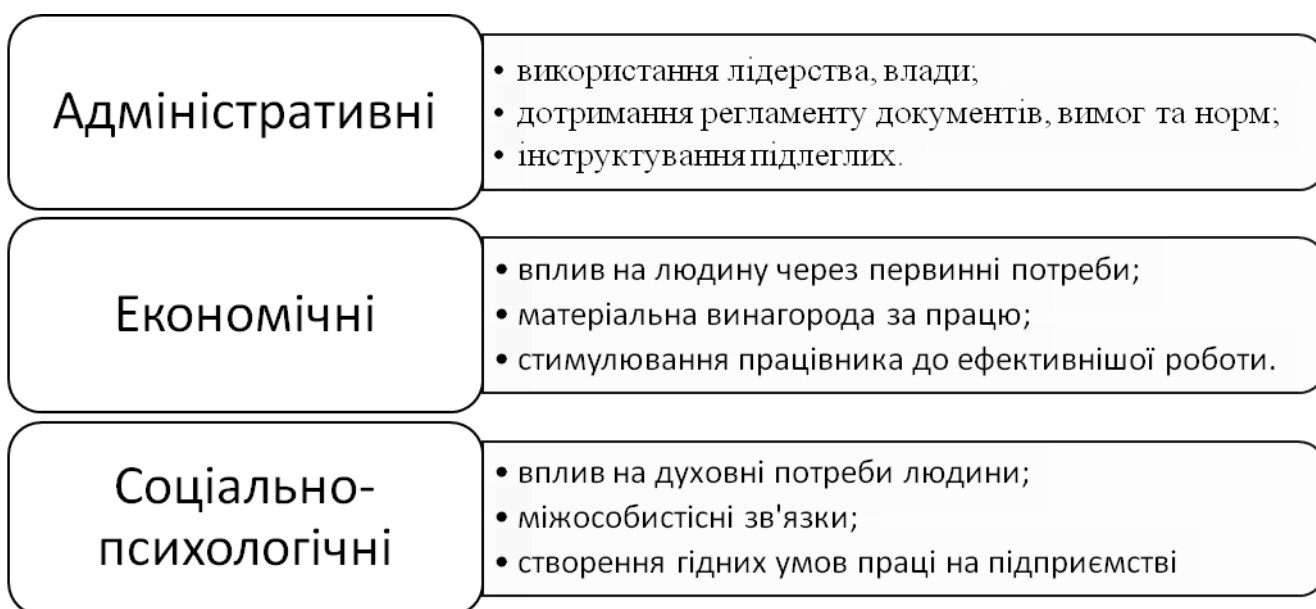 Адміністративні
• використання лідерства, влади;
• дотримання регламенту документів, вимог та норм;
• інструктування підлеглих.
Економічні
• вплив на людину через первинні потреби;
• матеріальна винагорода за працю;
• стимулювання працівника до ефективнішої роботи.
Соціально-
психологічні
• вплив на духовні потреби людини;
• міжособистісні зв'язки;
• створення гідних умов праці на підприємстві